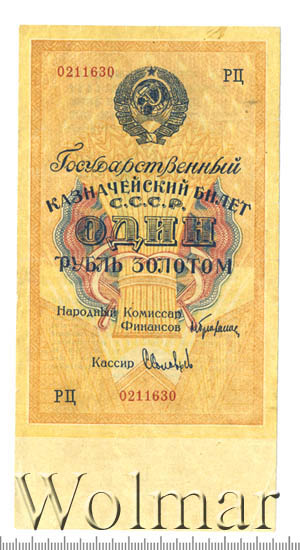 0211630 РЦ
Государственный
КАЗНАЧЕЙСКИЙ БИЛЕТ
С.С.С.Р.
ОДИН
РУБЛЬ ЗОЛОТОМ
Народный Комиссар
Финансов
Кассир
РЦ 0211630
Wolmar